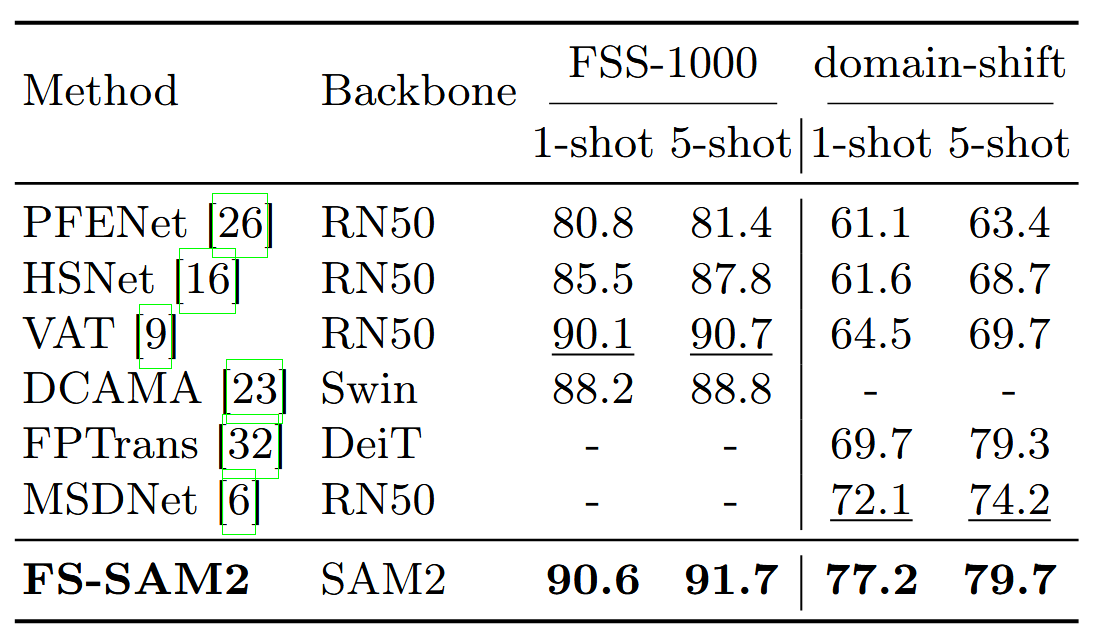 Method Backbone FSS-1000 domain-shift
1-shot 5-shot 1-shot 5-shot
PFENet [26] RN50 80.8 81.4 61.1 63.4
HSNet [16] RN50 85.5 87.8 61.6 68.7
VAT [9] RN50 90.1 90.7 64.5 69.7
DCAMA [23] Swin 88.2 88.8 - -
FPTrans [32] DeiT - - 69.7 79.3
MSDNet [6] RN50 - - 72.1 74.2
FS-SAM2 SAM2 90.6 91.7 77.2 79.7